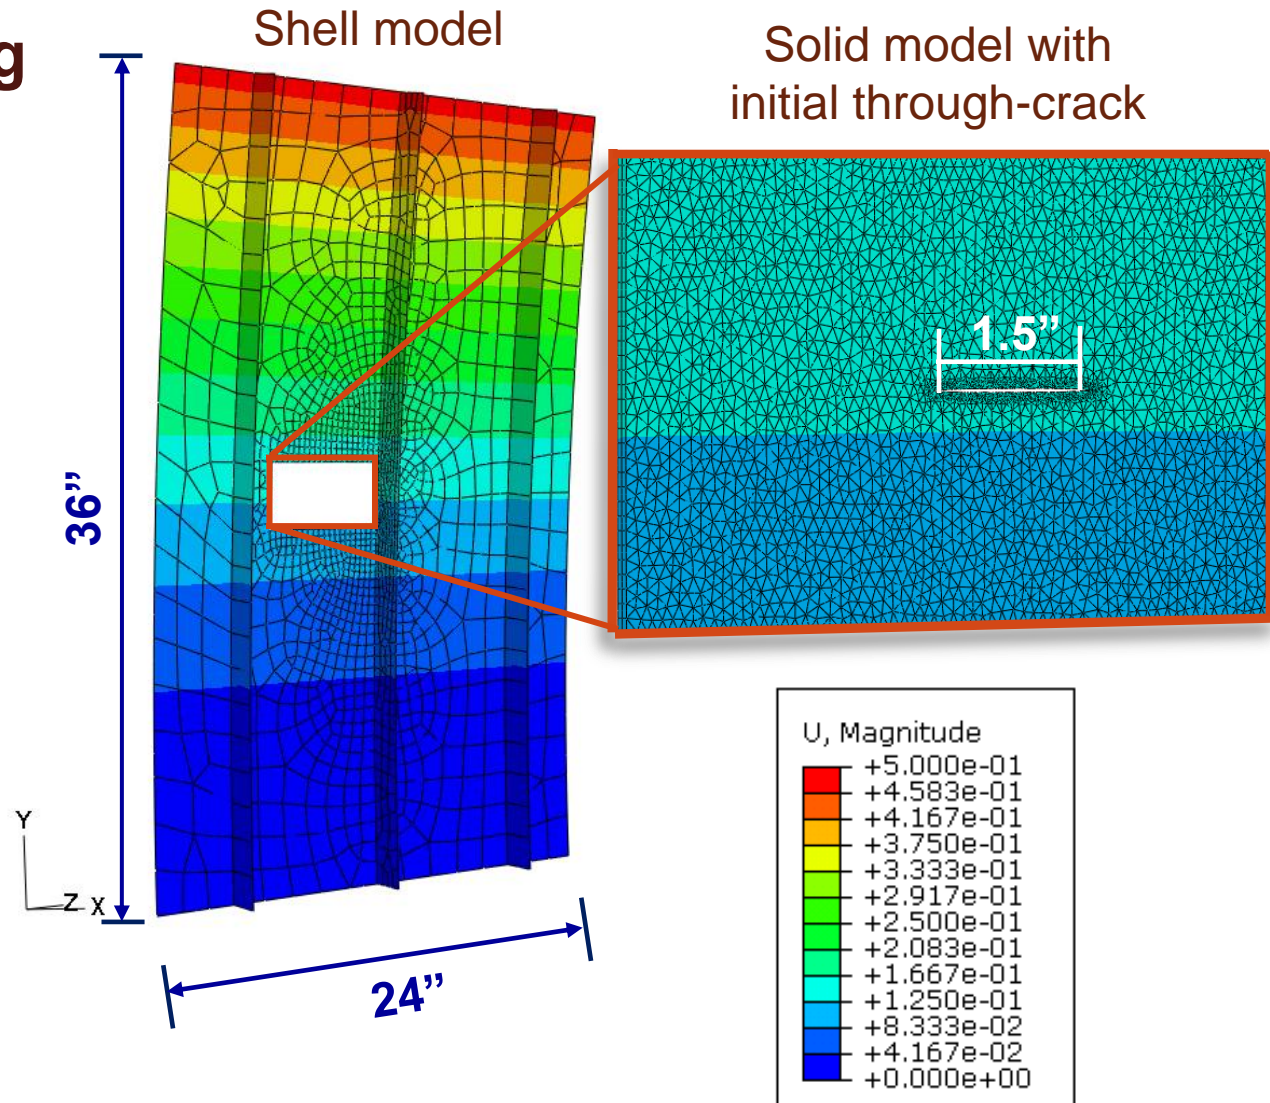 g
Shell model
Solid model with
initial through-crack
1.5”
36”
24”
Y
Z X
U, Magnitude
+5.000e-01
+4.583e-01
+4.167e-01
+3.750e-01
+3.333e-01
+2.917e-01
+2.500e-01
+2.083e-01
+1.667e-01
+1.250e-01
+8.333e-02
+4.167e-02
+0.000e+00